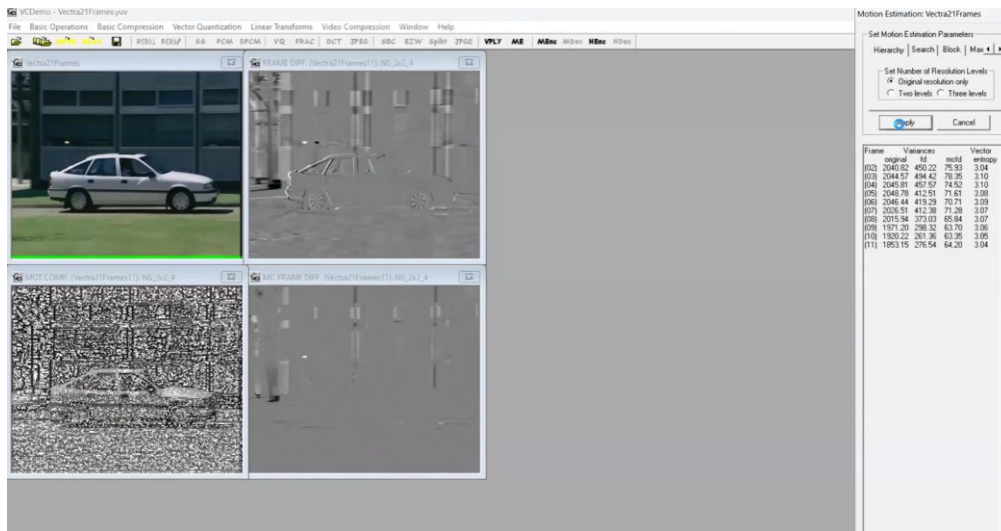 VCDemo - Vectra21Frames.yuv
File Basic Operations Basic Compression Vector Quantization Linear Transforms Video Compression Window Help
SS PCM DPCM VQ FRAC DCT JPEG SBC EZW Spiht JP2 VPLY ME MEnc MDec HEnc HDec
Vectra21Frames
FRAME DIFF. (Vectra21Frames11): NS_2x2_4
MOT.COMP. (Vectra21Frames11): NS_2x2_4
MC FRAME DIFF. (Vectra21Frames11): NS_2x2_4
Motion Estimation: Vectra21Frames
Set Motion Estimation Parameters
Hierarchy Search Block
Set Number of Resolution Levels
Original resolution only
Two levels Three levels
Apply Cancel
Frame Variances Vector
original fd mcfd entropy
(02) 2040.82 450.22 75.93 3.04
(03) 2044.57 494.42 78.35 3.10
(04) 2045.81 457.57 74.52 3.10
(05) 2048.78 412.51 71.61 3.08
(06) 2046.44 419.29 70.71 3.09
(07) 2026.51 412.38 71.28 3.07
(08) 2015.94 373.03 65.84 3.07
(09) 1971.20 298.32 63.70 3.06
(10) 1920.22 261.36 63.35 3.05
(11) 1853.15 276.54 64.20 3.04